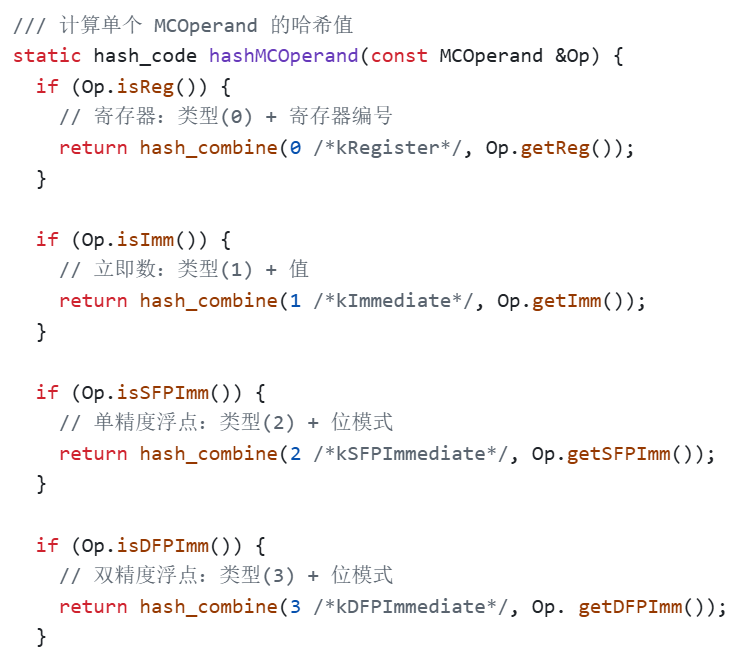 /// 计算单个 MCOperand 的哈希值
static hash_code hashMCOperand(const MCOperand &Op) {
  if (Op.isReg()) {
    // 寄存器：类型(0) + 寄存器编号
    return hash_combine(0 /*kRegister*/, Op.getReg());
  }

  if (Op.isImm()) {
    // 立即数：类型(1) + 值
    return hash_combine(1 /*kImmediate*/, Op.getImm());
  }

  if (Op.isSFPImm()) {
    // 单精度浮点：类型(2) + 位模式
    return hash_combine(2 /*kSFPImmediate*/, Op.getSFPImm());
  }

  if (Op.isDFPImm()) {
    // 双精度浮点：类型(3) + 位模式
    return hash_combine(3 /*kDFPImmediate*/, Op. getDFPImm());
  }